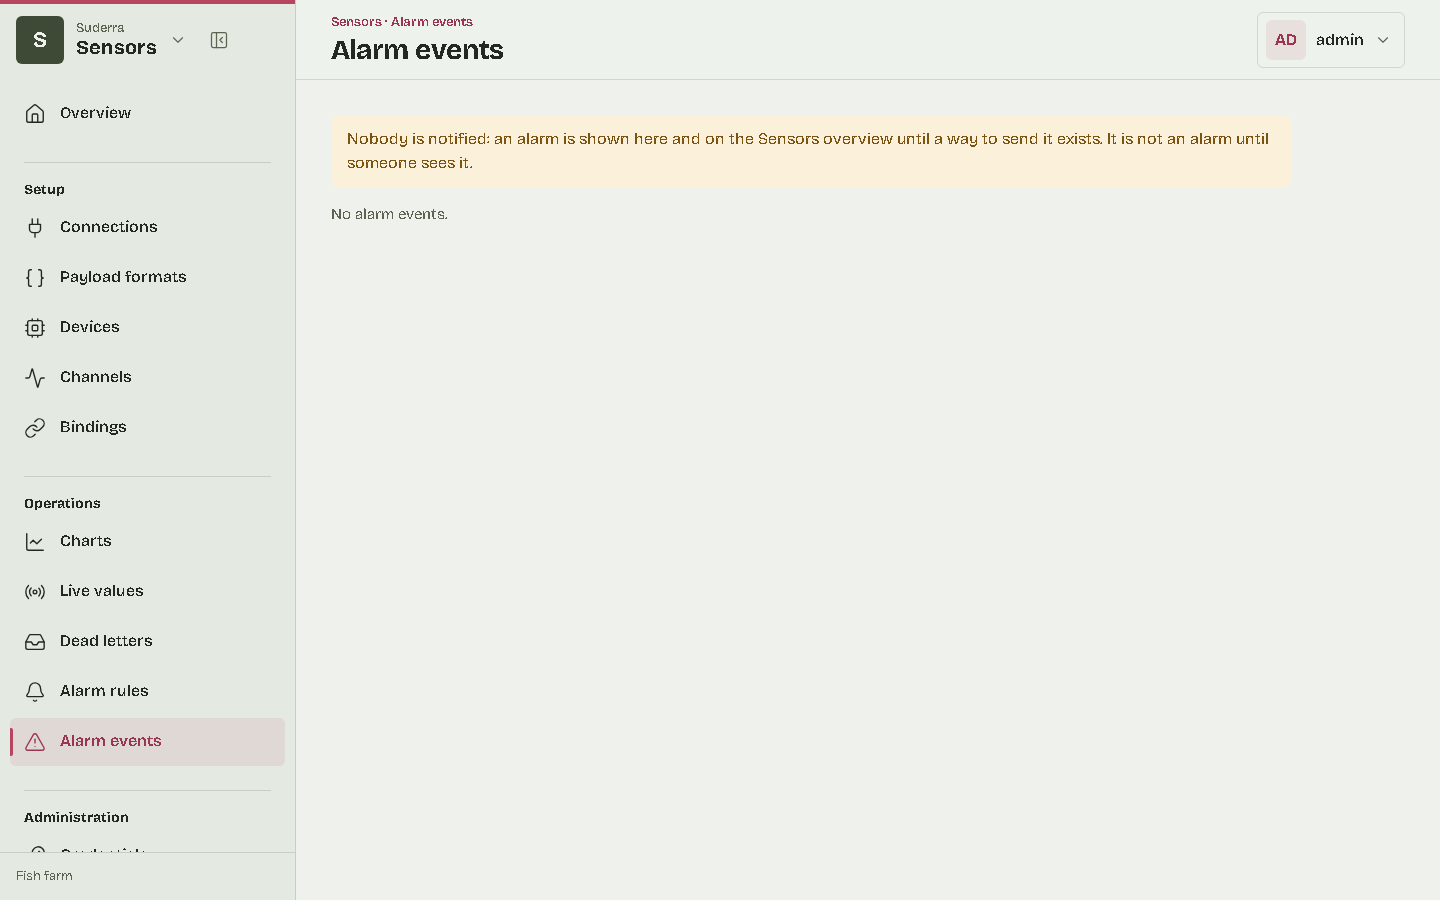 Suderra
S
Sensors
Overview
Setup
Connections
Payload formats
Devices
Channels
Bindings
Operations
Charts
Live values
Dead letters
Alarm rules
Alarm events
Administration
Fish farm
Sensors · Alarm events
Alarm events
AD
admin
Nobody is notified: an alarm is shown here and on the Sensors overview until a way to send it exists. It is not an alarm until
someone sees it.
No alarm events.